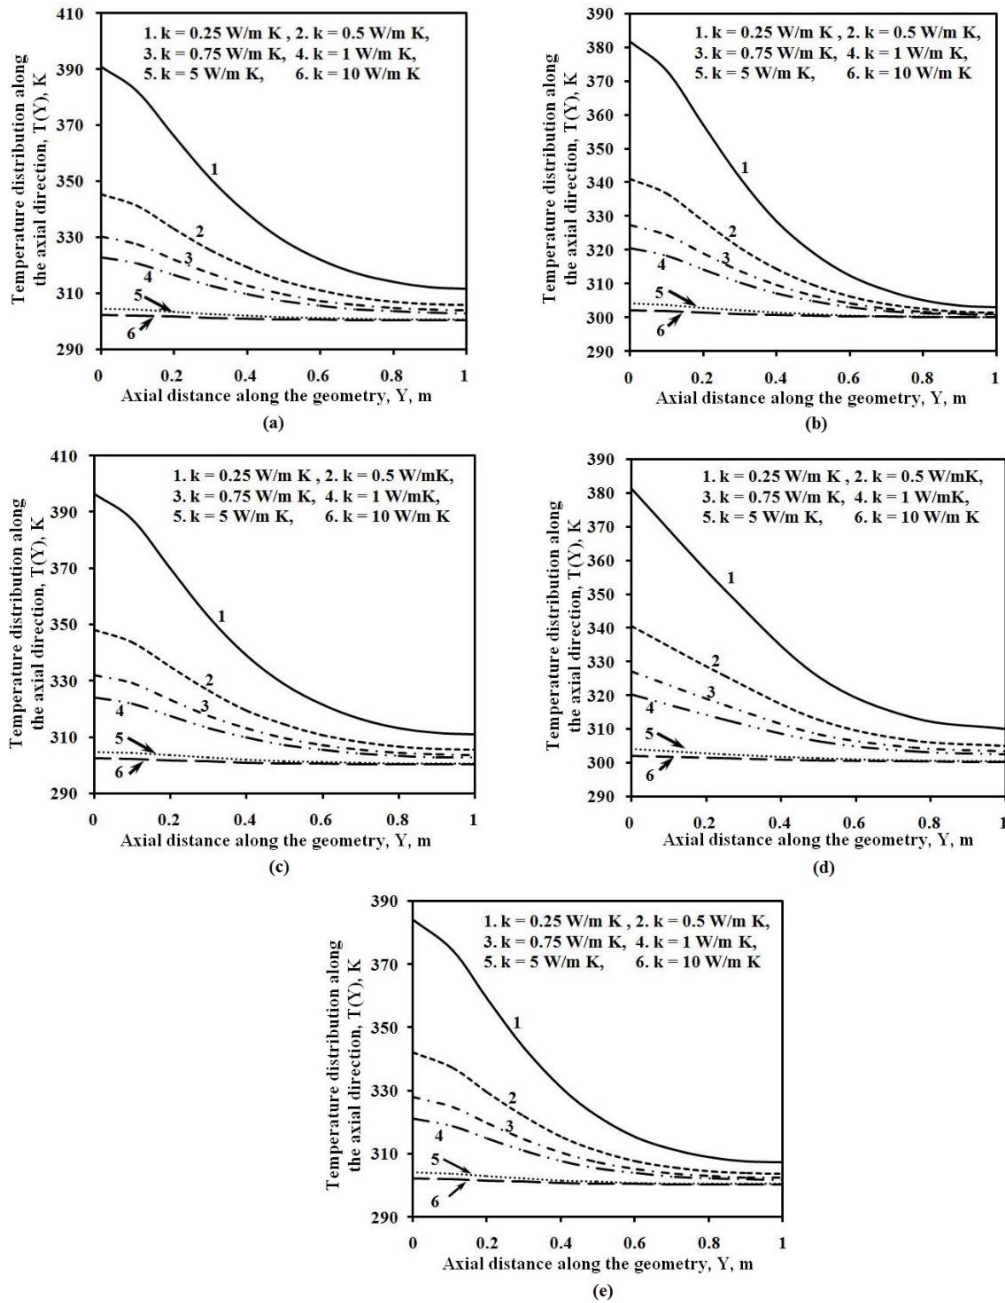 410
390
370
350
330
310
290
Temperature distribution along
the axial direction, T(Y), K
1. k = 0.25 W/m K , 2. k = 0.5 W/m K,
3. k = 0.75 W/m K, 4. k = 1 W/m K,
5. k = 5 W/m K, 6. k = 10 W/m K
1
2
3
4
5
6
0 0.2 0.4 0.6 0.8 1
Axial distance along the geometry, Y, m
(a)
390
380
370
360
350
340
330
320
310
300
290
Temperature distribution along
the axial direction, T(Y), K
1. k = 0.25 W/m K , 2. k = 0.5 W/m K,
3. k = 0.75 W/m K, 4. k = 1 W/m K,
5. k = 5 W/m K, 6. k = 10 W/m K
1
2
3
4
5
6
0 0.2 0.4 0.6 0.8 1
Axial distance along the geometry, Y, m
(b)
410
390
370
350
330
310
290
Temperature distribution along
the axial direction, T(Y), K
1. k = 0.25 W/m K , 2. k = 0.5 W/mK,
3. k = 0.75 W/m K, 4. k = 1 W/mK,
5. k = 5 W/m K, 6. k = 10 W/m K
1
2
3
4
5
6
0 0.2 0.4 0.6 0.8 1
Axial distance along the geometry, Y, m
(c)
390
380
370
360
350
340
330
320
310
300
290
Temperature distribution along
the axial direction, T(Y), K
1. k = 0.25 W/m K , 2. k = 0.5 W/mK,
3. k = 0.75 W/m K, 4. k = 1 W/mK,
5. k = 5 W/m K, 6. k = 10 W/m K
1
2
3
4
5
6
0 0.2 0.4 0.6 0.8 1
Axial distance along the geometry, Y, m
(d)
390
370
350
330
310
290
Temperature distribution along
the axial direction, T(Y), K
1. k = 0.25 W/m K , 2. k = 0.5 W/m K,
3. k = 0.75 W/m K, 4. k = 1 W/m K,
5. k = 5 W/m K, 6. k = 10 W/m K
1
2
3
4
5
6
0 0.2 0.4 0.6 0.8 1
Axial distance along the geometry, Y, m
(e)